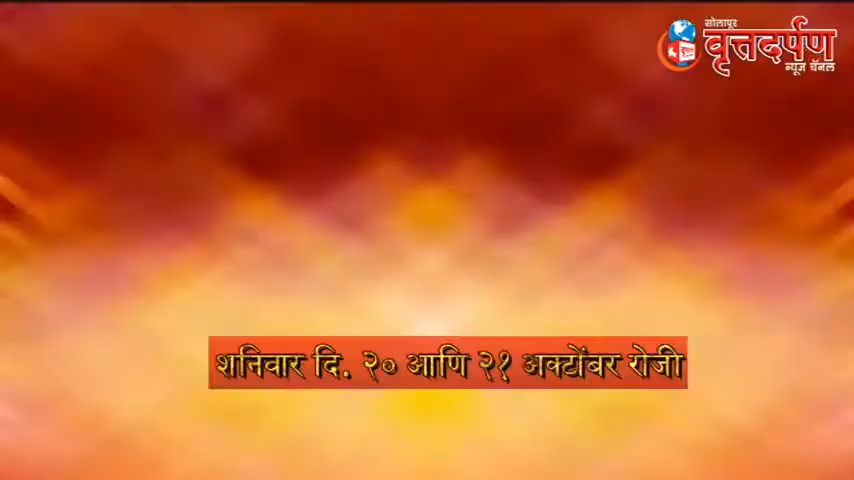 सोलापूर
वृत्तदर्पण
न्यूज चॅनल
शनिवार दि. २० आणि २१ अक्टोंबर रोजी